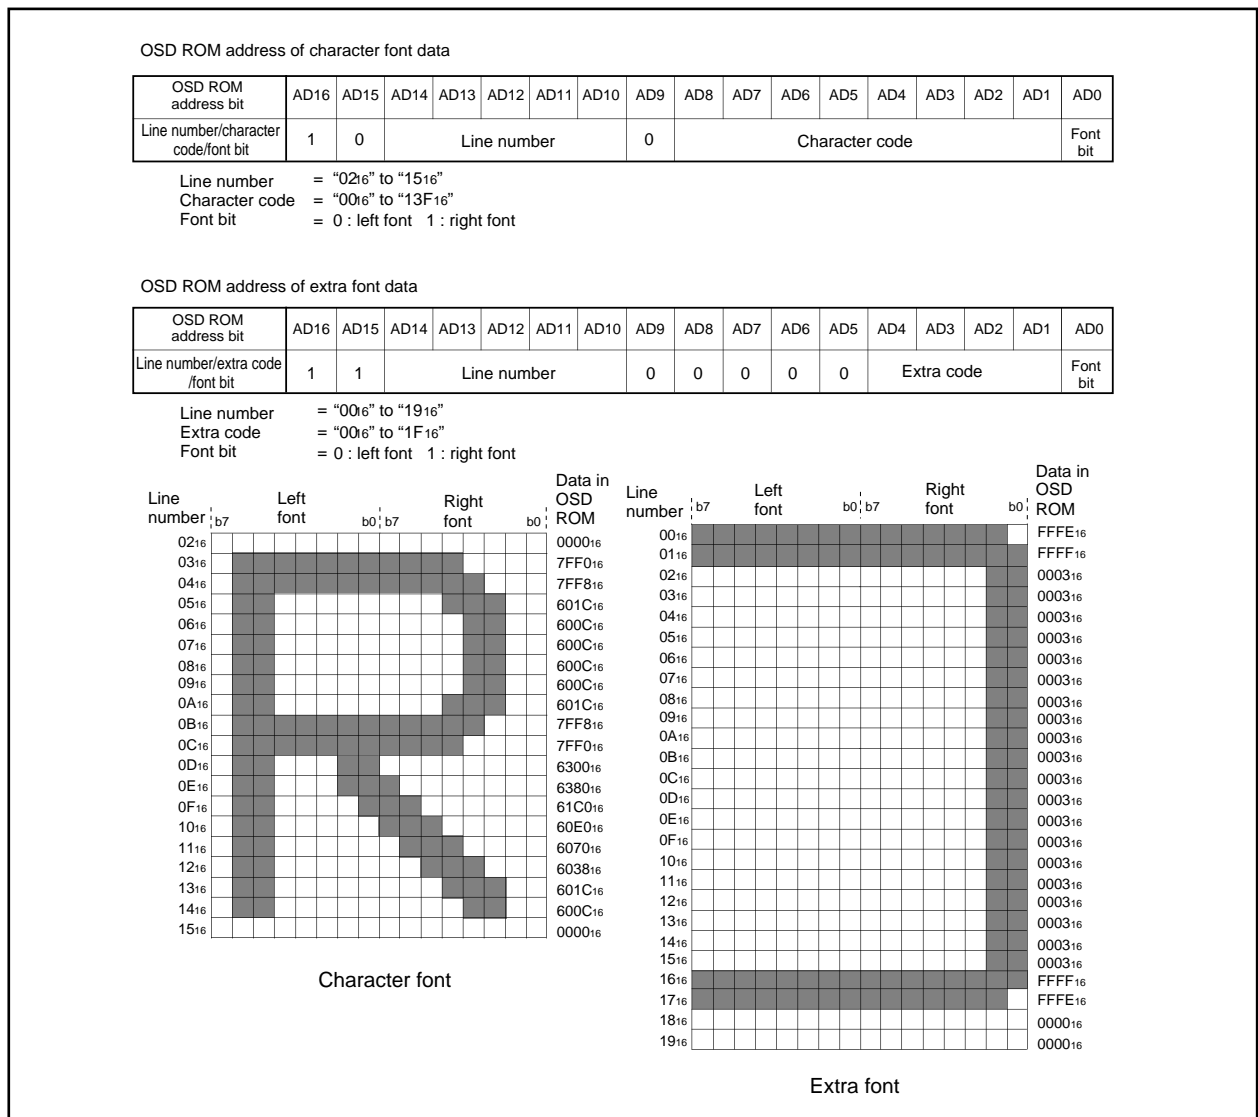 OSD ROM address of character font data
OSD ROM address bit AD16 AD15 AD14 AD13 AD12 AD11 AD10 AD9 AD8 AD7 AD6 AD5 AD4 AD3 AD2 AD1 AD0
Line number/character code/font bit 1 0 Line number 0 Character code Font bit
Line number = “0216” to “1516”
Character code = “0016” to “13F16”
Font bit = 0 : left font 1 : right font
OSD ROM address of extra font data
OSD ROM address bit AD16 AD15 AD14 AD13 AD12 AD11 AD10 AD9 AD8 AD7 AD6 AD5 AD4 AD3 AD2 AD1 AD0
Line number/extra code /font bit 1 1 Line number 0 0 0 0 0 Extra code Font bit
Line number = “0016” to “1916”
Extra code = “0016” to “1F16”
Font bit = 0 : left font 1 : right font
Line number b7 Left font b0 b7 Right font b0 Data in OSD ROM
0216 000016
0316 7FF016
0416 7FF816
0516 601C16
0616 600C16
0716 600C16
0816 600C16
0916 600C16
0A16 601C16
0B16 7FF816
0C16 7FF016
0D16 630016
0E16 638016
0F16 61C016
1016 60E016
1116 607016
1216 603816
1316 601C16
1416 600C16
1516 000016
Character font
Line number b7 Left font b0 b7 Right font b0 Data in OSD ROM
0016 FFFE16
0116 FFFF16
0216 000316
0316 000316
0416 000316
0516 000316
0616 000316
0716 000316
0816 000316
0916 000316
0A16 000316
0B16 000316
0C16 000316
0D16 000316
0E16 000316
0F16 000316
1016 000316
1116 000316
1216 000316
1316 000316
1416 000316
1516 000316
1616 FFFF16
1716 FFFE16
1816 000016
1916 000016
Extra font